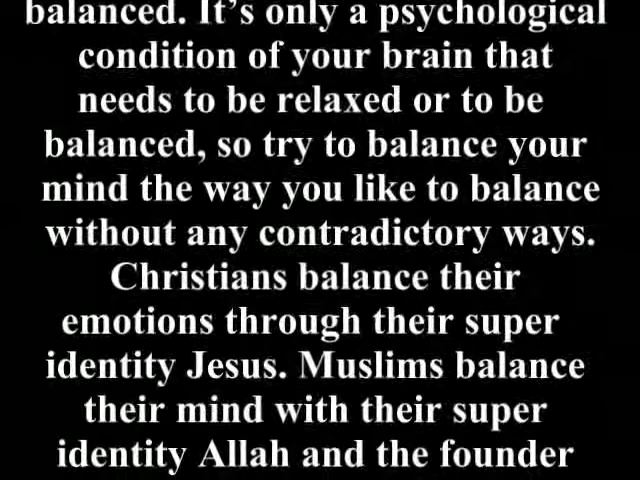 balanced. It’s only a psychological
condition of your brain that
needs to be relaxed or to be
balanced, so try to balance your
mind the way you like to balance
without any contradictory ways.
Christians balance their
emotions through their super
identity Jesus. Muslims balance
their mind with their super
identity Allah and the founder